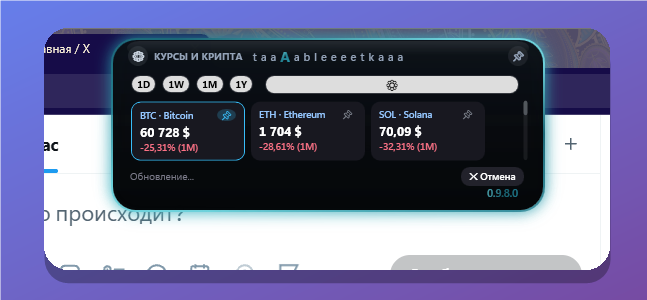 авная / X
КУРСЫ И КРИПТА taaAableeeetkaaa
1D 1W 1M 1Y
BTC · Bitcoin ETH · Ethereum SOL · Solana
60 728 $ 1 704 $ 70,09 $
-25,31% (1M) -28,61% (1M) -32,31% (1M)
ас
Обновление... Отмена
0.9.8.0
о происходит?